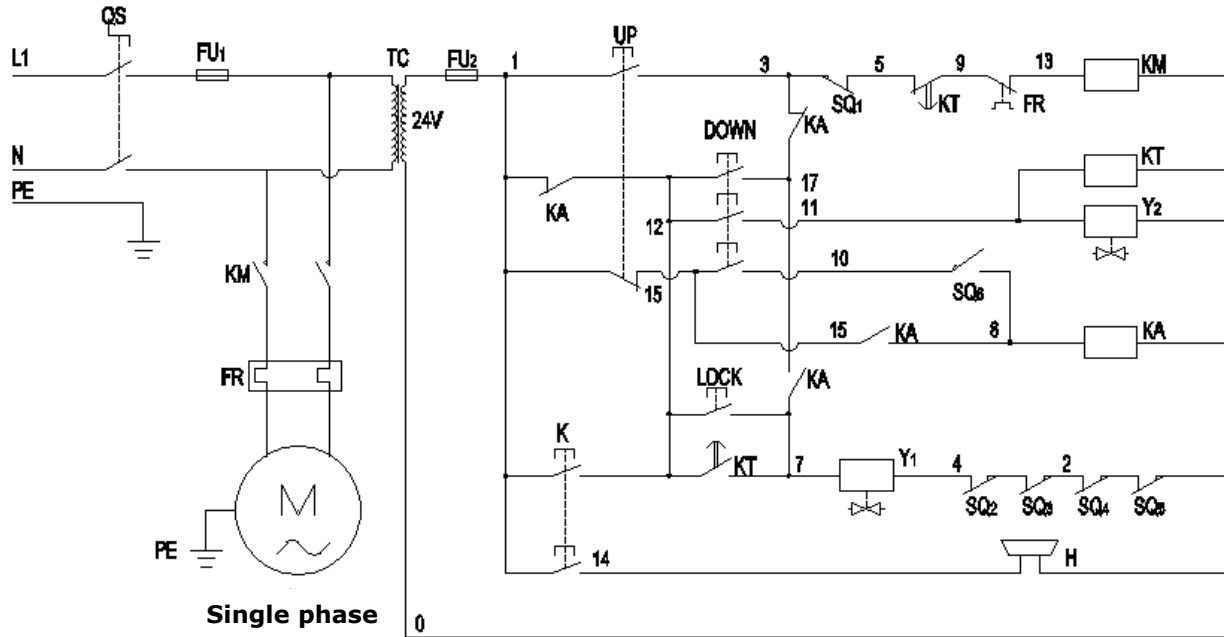 QS
L1
FU1
TC
FU2
1
UP
3
5
9
13
KM
SQ1
KT
FR
24V
DOWN
KA
N
KT
PE
17
KA
12
11
Y2
KM
15
10
SQ6
15
KA
8
KA
FR
LOCK
KA
K
KT
7
Y1
4
2
M
SQ2
SQ3
SQ4
SQ5
PE
14
H
Single phase
0